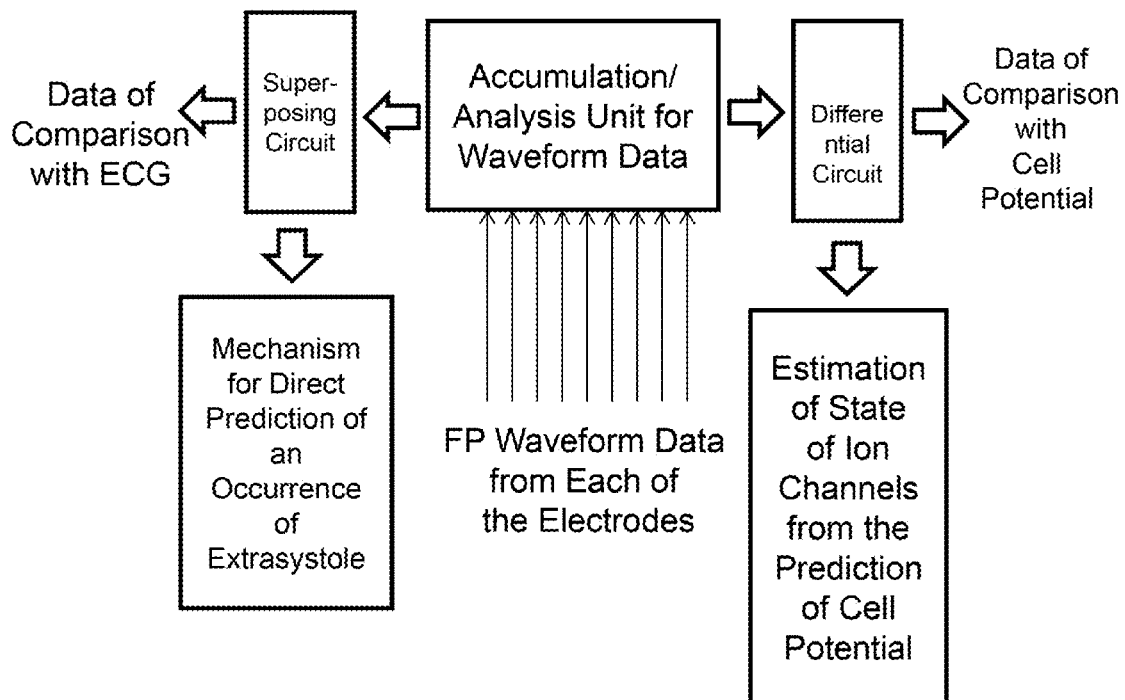 Data of
Comparison
with ECG
Super-
posing
Circuit
Accumulation/
Analysis Unit for
Waveform Data
Differe
ntial
Circuit
Data of
Comparison
with
Cell
Potential
Mechanism
for Direct
Prediction of
an
Occurrence
of
Extrasystole
FP Waveform Data
from Each of
the Electrodes
Estimation
of State
of Ion
Channels
from the
Prediction
of Cell
Potential